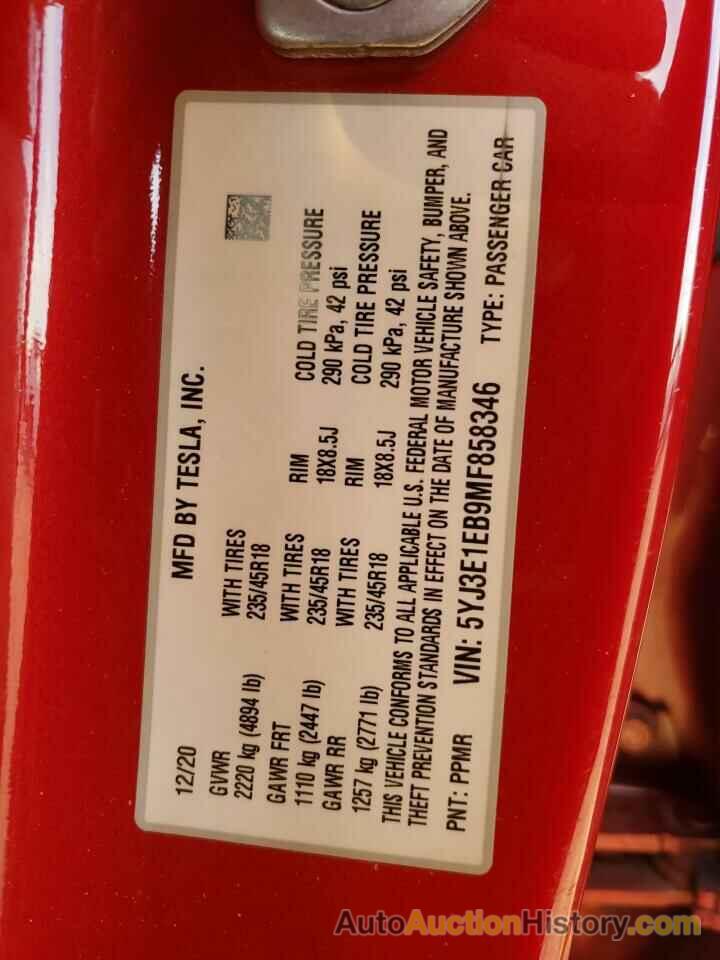 MFD BY TESLA, INC.
12/20
GVWR WITH TIRES
2220 kg (4894 lb) 235/45R18
GAWR FRT WITH TIRES RIM COLD TIRE PRESSURE
1110 kg (2447 lb) 235/45R18 18X8.5J 290 kPa, 42 psi
GAWR RR WITH TIRES RIM COLD TIRE PRESSURE
1257 kg (2771 lb) 235/45R18 18X8.5J 290 kPa, 42 psi
THIS VEHICLE CONFORMS TO ALL APPLICABLE U.S. FEDERAL MOTOR VEHICLE SAFETY, BUMPER, AND
THEFT PREVENTION STANDARDS IN EFFECT ON THE DATE OF MANUFACTURE SHOWN ABOVE.
PNT: PPMR VIN: 5YJ3E1EB9MF858346 TYPE: PASSENGER CAR
AutoAuctionHistory.com